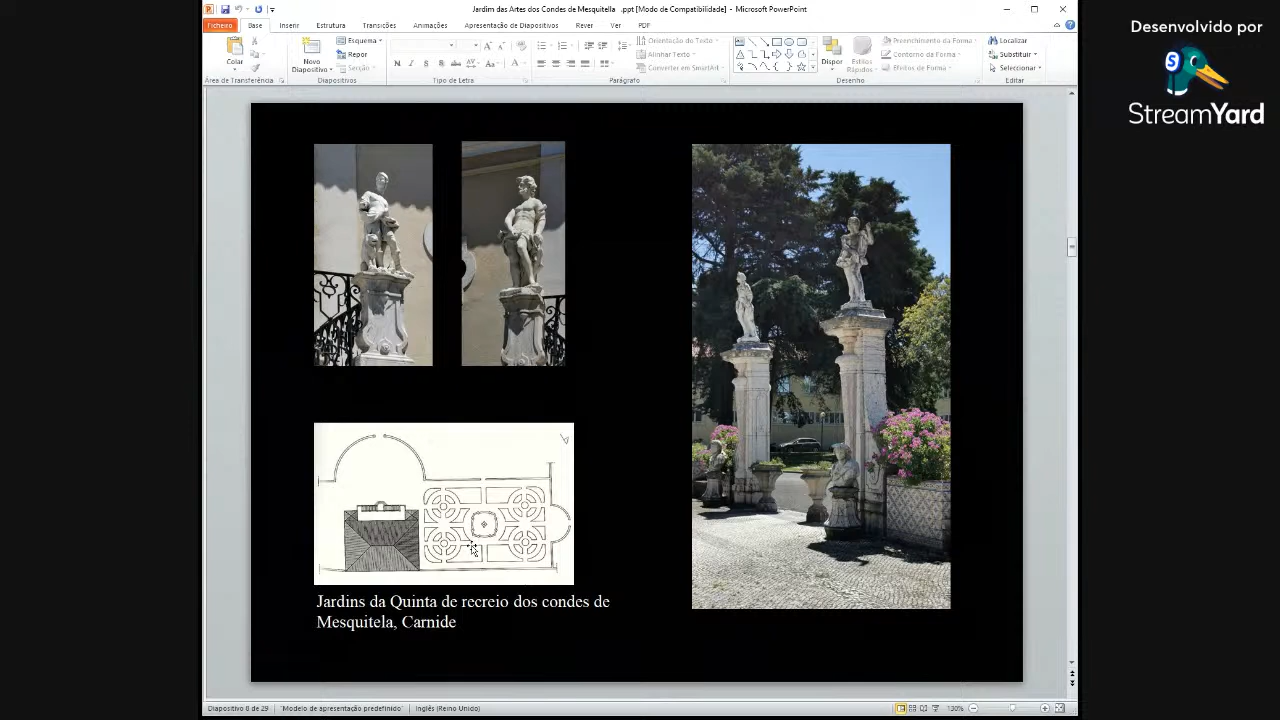 Jardim das Artes dos Condes de Mesquitela .ppt [Modo de Compatibilidade] - Microsoft PowerPoint
Desenvolvido por
StreamYard
Ficheiro Base Inserir Estrutura Transições Animações Apresentação de Diapositivos Rever Ver PDF
Colar
Novo
Diapositivo
Esquema
Repor
Secção
Orientação do Texto
Alinhar Texto
Converter em SmartArt
Dispor
Estilos
Rápidos
Preenchimento da Forma
Contorno da Forma
Efeitos de Forma
Localizar
Substituir
Seleccionar
Área de Transferência Diapositivos Tipo de Letra Parágrafo Desenho Editar
Jardins da Quinta de recreio dos condes de
Mesquitela, Carnide
Diapositivo 8 de 29 "Modelo de apresentação predefinido" Inglês (Reino Unido) 130%